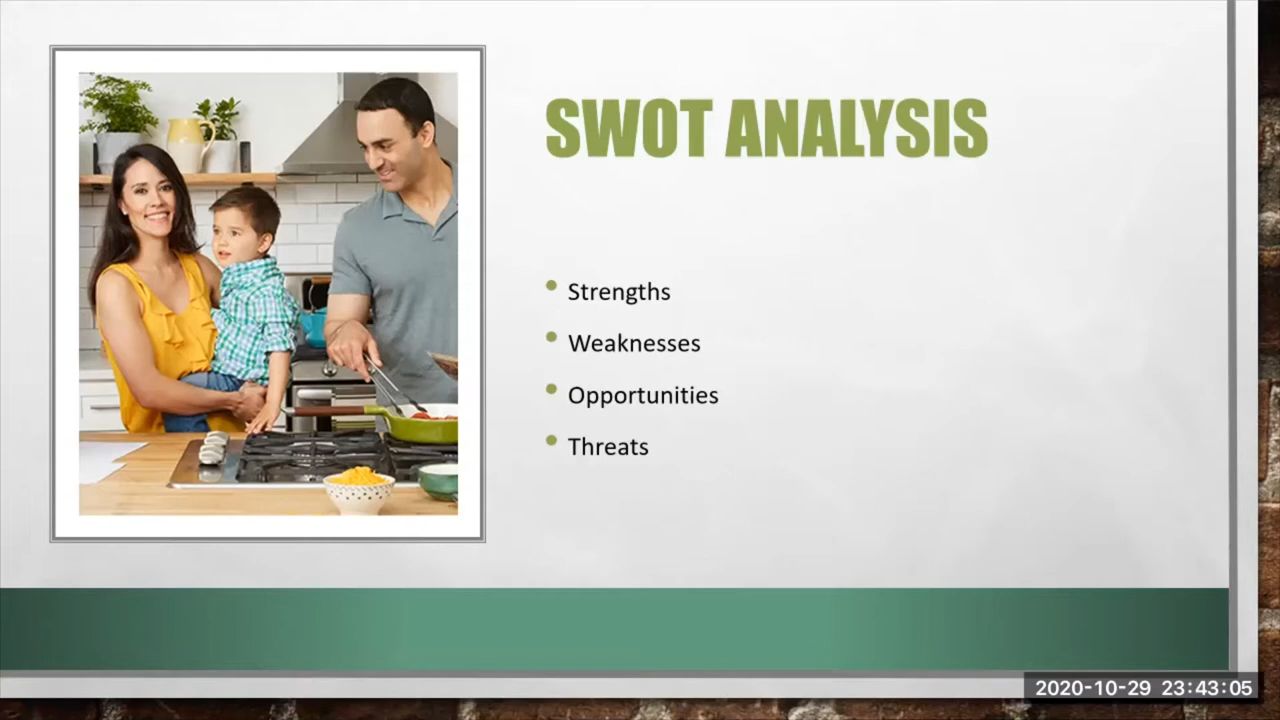 SWOT ANALYSIS
• Strengths
• Weaknesses
• Opportunities
• Threats
2020-10-29 23:43:05